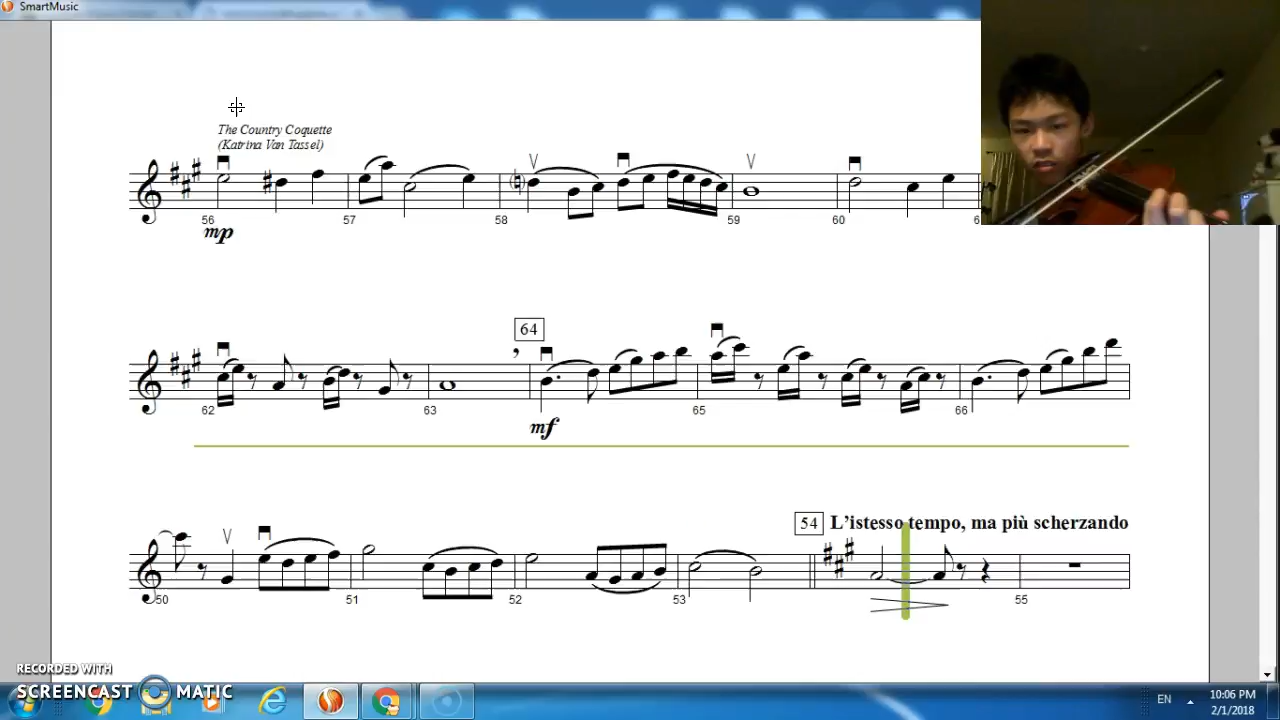 SmartMusic
The Country Coquette
(Katrina Van Tassel)
56
57
58
59
60
mp
64
62
63
65
66
mf
54 L'istesso tempo, ma più scherzando
50
51
52
53
55
RECORDED WITH
SCREENCAST MATIC
EN
10:06 PM
2/1/2018